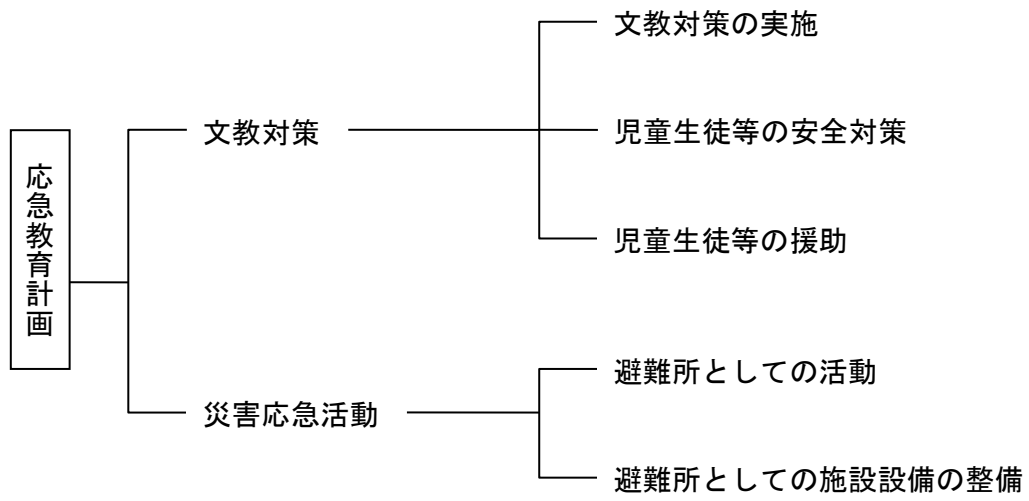 応急教育計画
文教対策
文教対策の実施
児童生徒等の安全対策
児童生徒等の援助
災害応急活動
避難所としての活動
避難所としての施設設備の整備